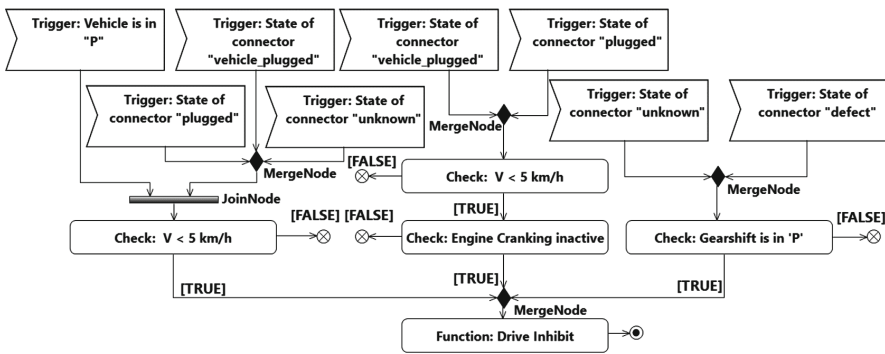 Trigger: Vehicle is in
"P"
Trigger: State of
connector
"vehicle_plugged"
Trigger: State of
connector
"vehicle_plugged"
Trigger: State of
connector "plugged"
Trigger: State of
connector "plugged"
Trigger: State of
connector "unknown"
Trigger: State of
connector "unknown"
Trigger: State of
connector "defect"
MergeNode
MergeNode
MergeNode
[FALSE]
Check: V < 5 km/h
JoinNode
[TRUE]
[FALSE]
[FALSE]
[FALSE]
Check: V < 5 km/h
Check: Engine Cranking inactive
Check: Gearshift is in 'P'
[TRUE]
[TRUE]
[TRUE]
MergeNode
Function: Drive Inhibit